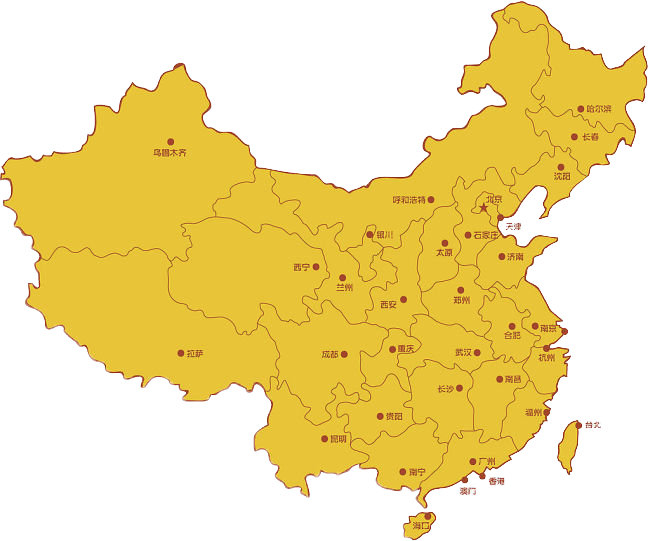 哈尔滨
长春
乌鲁木齐
沈阳
呼和浩特
北京
天津
银川
石家庄
太原
济南
西宁
兰州
西安
郑州
合肥
南京
拉萨
成都
重庆
武汉
杭州
长沙
南昌
贵阳
福州
台北
昆明
广州
南宁
香港
澳门
海口